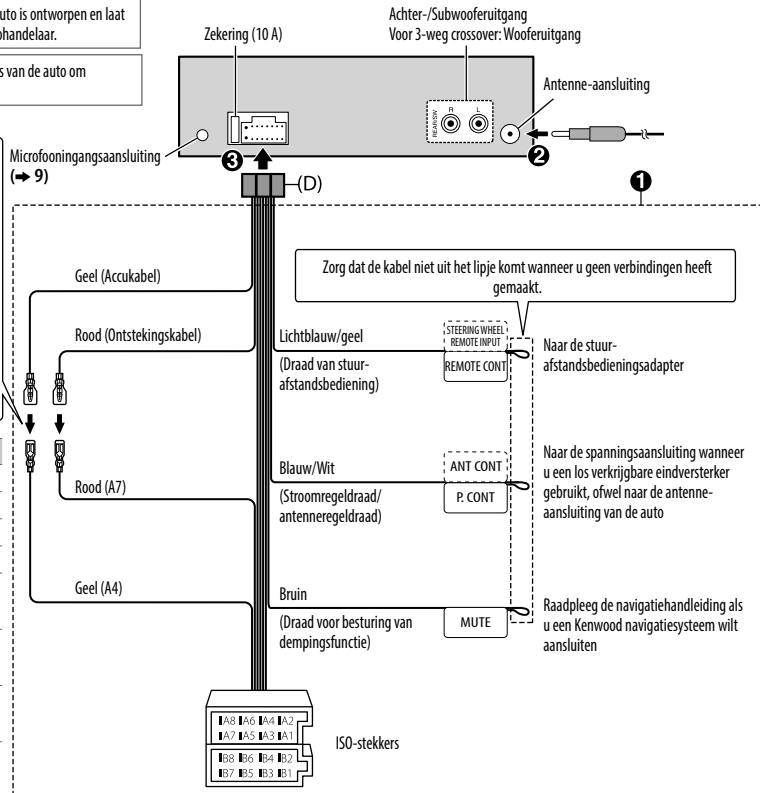 uto is ontworpen en laat
ohandelaar.
s van de auto om
Zekering (10 A)
Achter-/Subwooferuitgang
Voor 3-weg crossover: Wooferuitgang
Antenne-aansluiting
REAR/SW
R
L
Microfooningangsaansluiting
(➡ 9)
❸
❷
(D)
❶
Zorg dat de kabel niet uit het lipje komt wanneer u geen verbindingen heeft
gemaakt.
Geel (Accukabel)
Rood (Ontstekingskabel)
Lichtblauw/geel
(Draad van stuur-
afstandsbediening)
STEERING WHEEL
REMOTE INPUT
REMOTE CONT
Naar de stuur-
afstandsbedieningsadapter
Rood (A7)
Blauw/Wit
(Stroomregeldraad/
antenneregeldraad)
ANT CONT
P. CONT
Naar de spanningsaansluiting wanneer
u een los verkrijgbare eindversterker
gebruikt, ofwel naar de antenne-
aansluiting van de auto
Geel (A4)
Bruin
(Draad voor besturing van
dempingsfunctie)
MUTE
Raadpleeg de navigatiehandleiding als
u een Kenwood navigatiesysteem wilt
aansluiten
A8 A6 A4 A2
A7 A5 A3 A1
B8 B6 B4 B2
B7 B5 B3 B1
ISO-stekkers